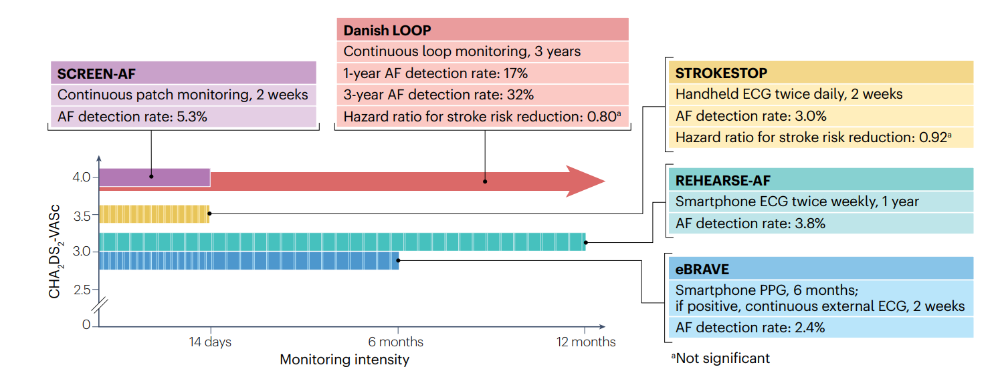 Danish LOOP
Continuous loop monitoring, 3 years
1-year AF detection rate: 17%
3-year AF detection rate: 32%
Hazard ratio for stroke risk reduction: 0.80ᵃ
SCREEN-AF
Continuous patch monitoring, 2 weeks
AF detection rate: 5.3%
STROKESTOP
Handheld ECG twice daily, 2 weeks
AF detection rate: 3.0%
Hazard ratio for stroke risk reduction: 0.92ᵃ
REHEARSE-AF
Smartphone ECG twice weekly, 1 year
AF detection rate: 3.8%
eBRAVE
Smartphone PPG, 6 months;
if positive, continuous external ECG, 2 weeks
AF detection rate: 2.4%
CHA₂DS₂-VASc
4.0
3.5
3.0
2.5
0
14 days
6 months
12 months
Monitoring intensity
ᵃNot significant